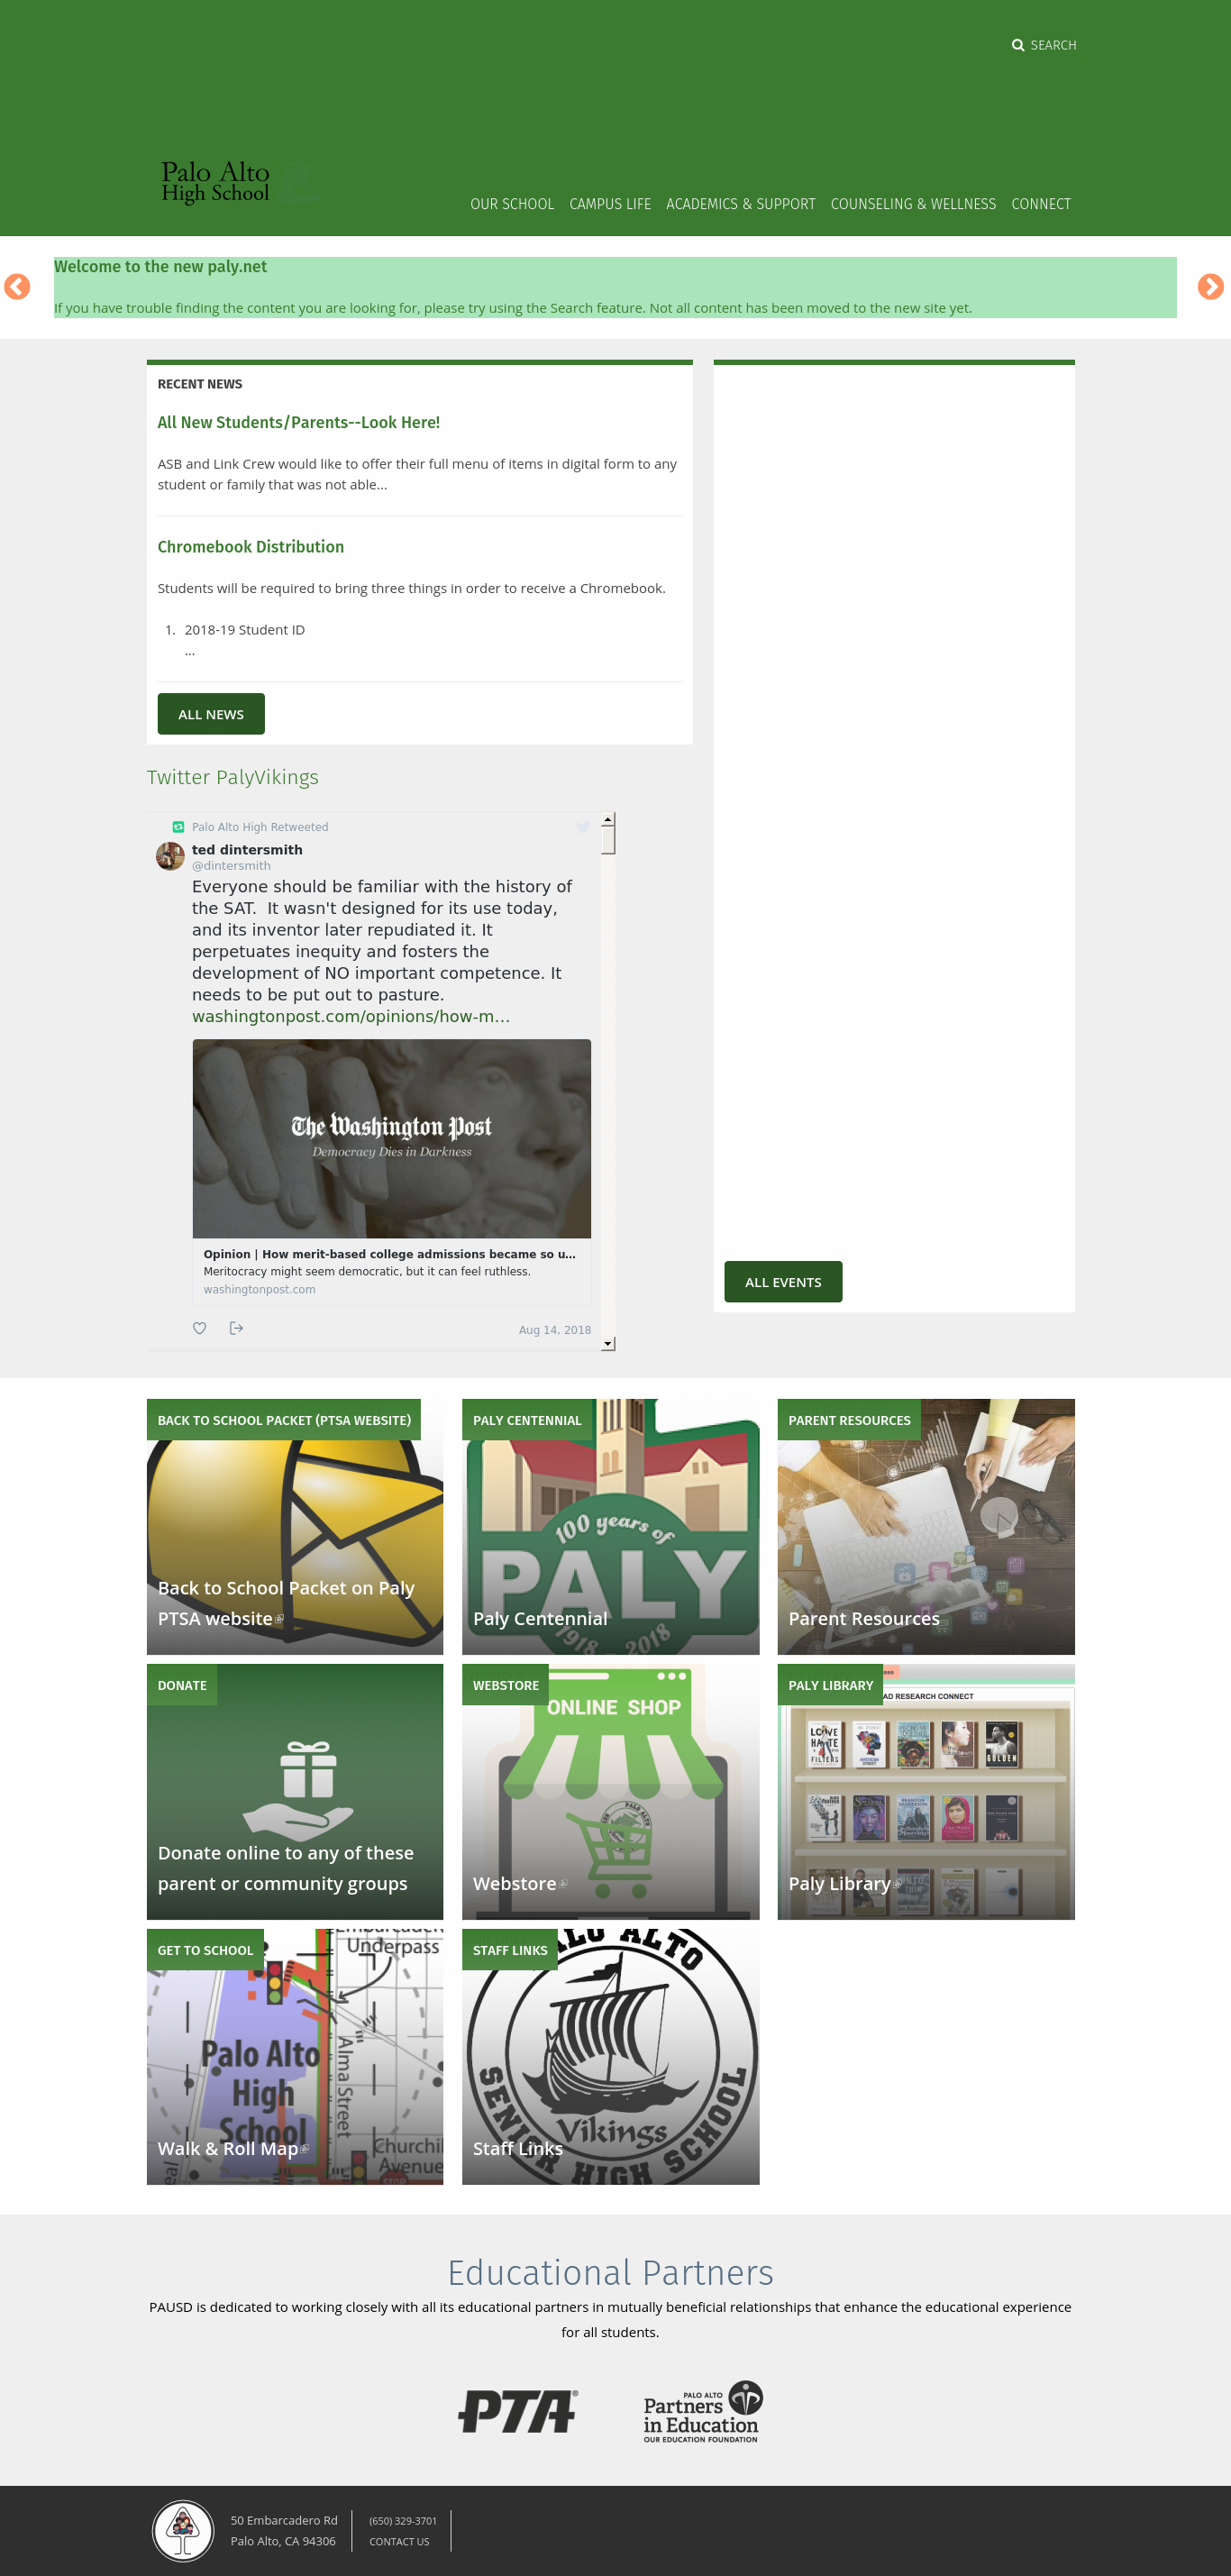 SEARCH
Palo Alto
High School
OUR SCHOOL CAMPUS LIFE ACADEMICS & SUPPORT COUNSELING & WELLNESS CONNECT
Welcome to the new paly.net
If you have trouble finding the content you are looking for, please try using the Search feature. Not all content has been moved to the new site yet.
RECENT NEWS
All New Students/Parents--Look Here!
ASB and Link Crew would like to offer their full menu of items in digital form to any
student or family that was not able...
Chromebook Distribution
Students will be required to bring three things in order to receive a Chromebook.
1. 2018-19 Student ID
...
ALL NEWS
Twitter PalyVikings
Palo Alto High Retweeted
ted dintersmith
@dintersmith
Everyone should be familiar with the history of
the SAT. It wasn't designed for its use today,
and its inventor later repudiated it. It
perpetuates inequity and fosters the
development of NO important competence. It
needs to be put out to pasture.
washingtonpost.com/opinions/how-m…
The Washington Post
Democracy Dies in Darkness
Opinion | How merit-based college admissions became so u...
Meritocracy might seem democratic, but it can feel ruthless.
washingtonpost.com
Aug 14, 2018
ALL EVENTS
BACK TO SCHOOL PACKET (PTSA WEBSITE)
Back to School Packet on Paly
PTSA website
PALY CENTENNIAL
100 years of
PALY
1918 - 2018
Paly Centennial
PARENT RESOURCES
Parent Resources
DONATE
Donate online to any of these
parent or community groups
WEBSTORE
ONLINE SHOP
PALO ALTO
Webstore
PALY LIBRARY
AD RESEARCH CONNECT
LOVE
HATE
&
FILTERS
GOLDEN
Paly Library
GET TO SCHOOL
Underpass
Alma Street
Palo Alto
High
School
Churchil
Avenue
STOP
Walk & Roll Map
STAFF LINKS
PALO ALTO
Vikings
SENIOR HIGH SCHOOL
Staff Links
Educational Partners
PAUSD is dedicated to working closely with all its educational partners in mutually beneficial relationships that enhance the educational experience
for all students.
PTA®
PALO ALTO
Partners
in Education
OUR EDUCATION FOUNDATION
50 Embarcadero Rd
Palo Alto, CA 94306
(650) 329-3701
CONTACT US